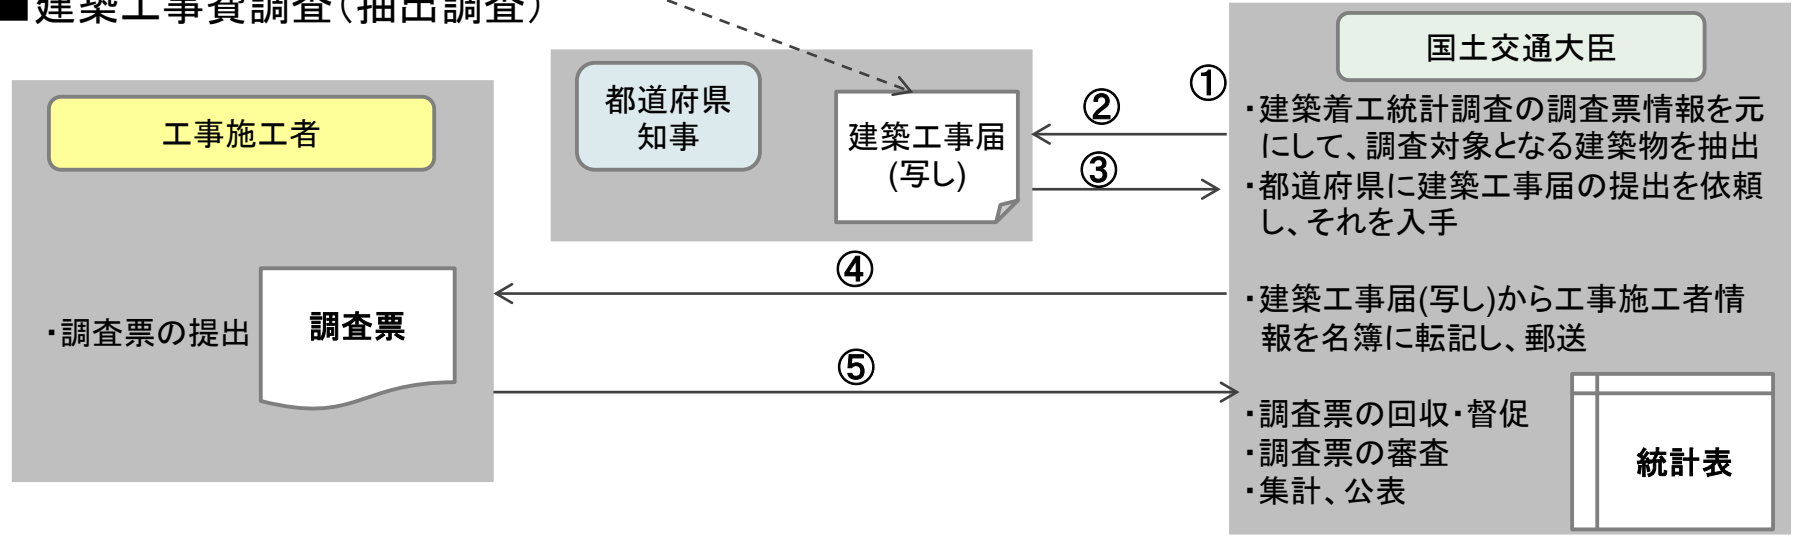 ■建築工事費調査（抽出調査）
工事施工者
・調査票の提出
調査票
都道府県
知事
建築工事届
(写し)
①
②
③
④
⑤
国土交通大臣
・建築着工統計調査の調査票情報を元
にして、調査対象となる建築物を抽出
・都道府県に建築工事届の提出を依頼
し、それを入手
・建築工事届(写し)から工事施工者情
報を名簿に転記し、郵送
・調査票の回収・督促
・調査票の審査
・集計、公表
統計表